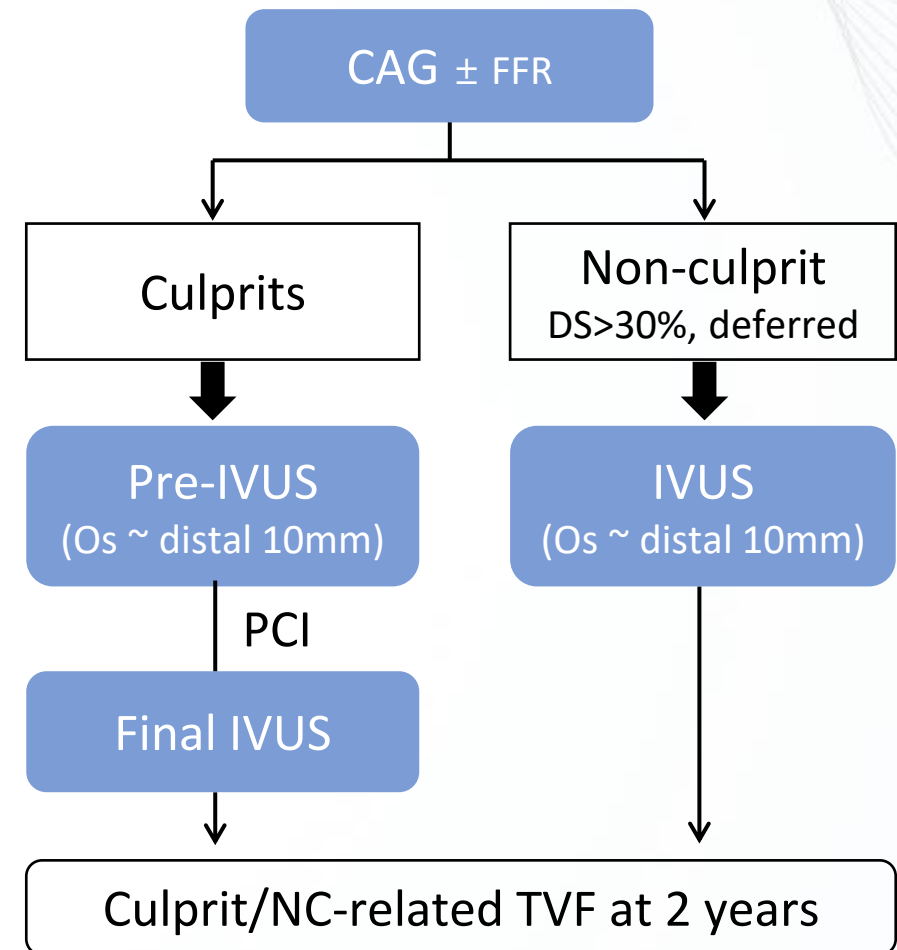 CAG ± FFR
Culprits
Non-culprit
DS>30%, deferred
Pre-IVUS
(Os ~ distal 10mm)
IVUS
(Os ~ distal 10mm)
PCI
Final IVUS
Culprit/NC-related TVF at 2 years